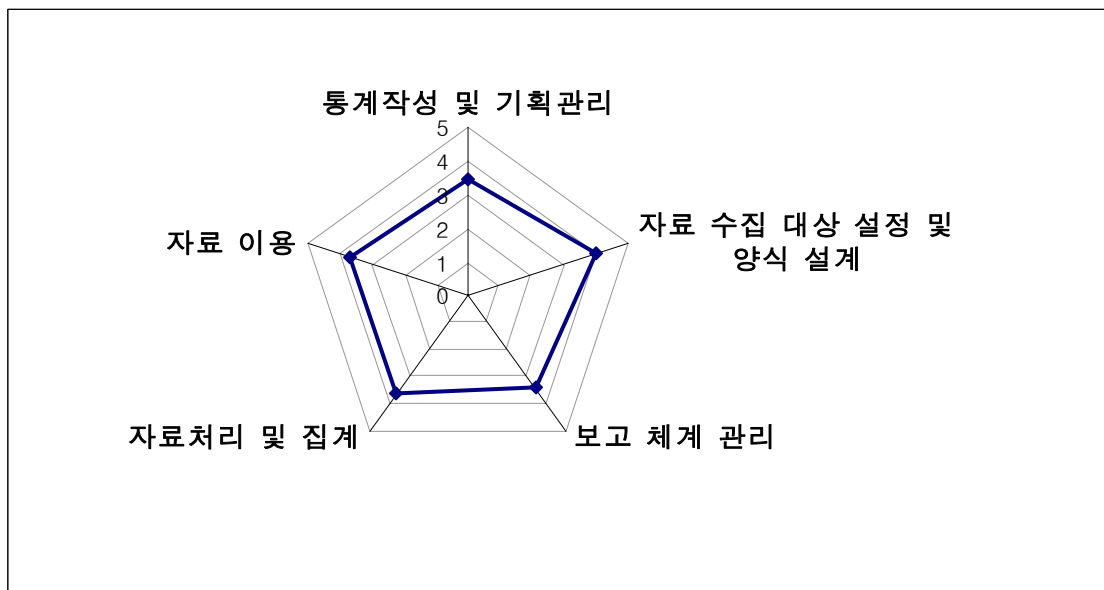 통계작성 및 기획관리
5
4
3
2
1
0
자료 수집 대상 설정 및
양식 설계
자료 이용
자료처리 및 집계
보고 체계 관리